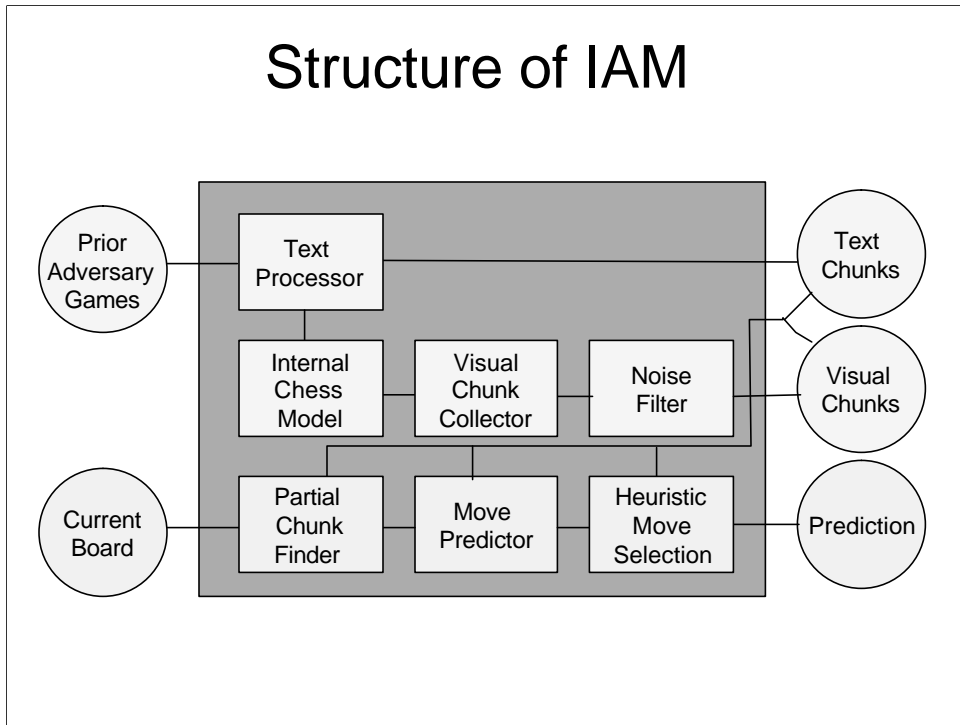 Structure of IAM
Prior
Adversary
Games
Text
Processor
Text
Chunks
Internal
Chess
Model
Visual
Chunk
Collector
Noise
Filter
Visual
Chunks
Current
Board
Partial
Chunk
Finder
Move
Predictor
Heuristic
Move
Selection
Prediction